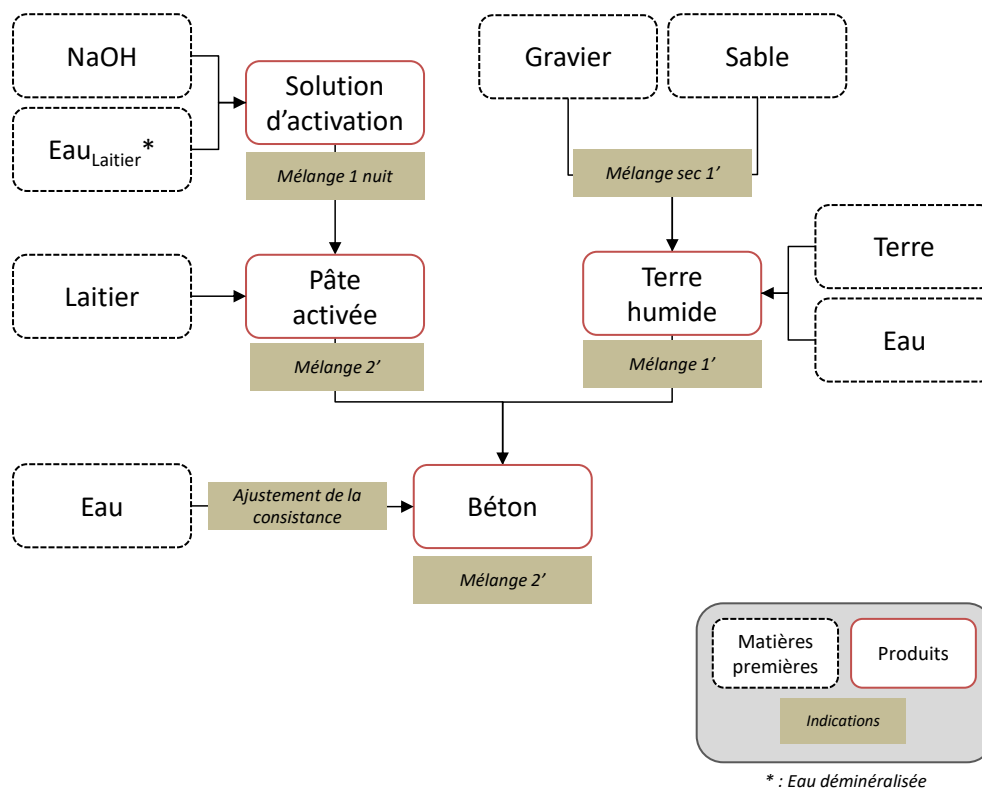 NaOH
Eau Laitier*
Solution
d'activation
Mélange 1 nuit
Gravier
Sable
Mélange sec 1’
Laitier
Pâte
activée
Mélange 2’
Terre
humide
Mélange 1’
Terre
Eau
Eau
Ajustement de la
consistance
Béton
Mélange 2’
Matières
premières
Produits
Indications
* : Eau déminéralisée